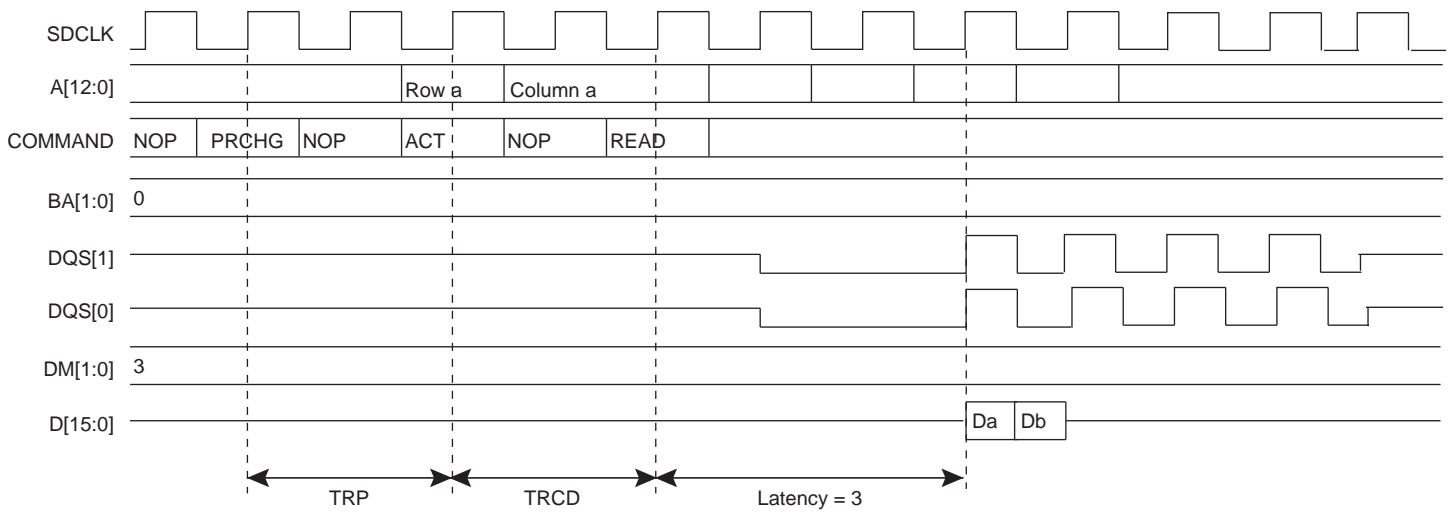 SDCLK
A[12:0] Row a Column a
COMMAND NOP PRCHG NOP ACT NOP READ
BA[1:0] 0
DQS[1]
DQS[0]
DM[1:0] 3
D[15:0] Da Db
TRP TRCD Latency = 3